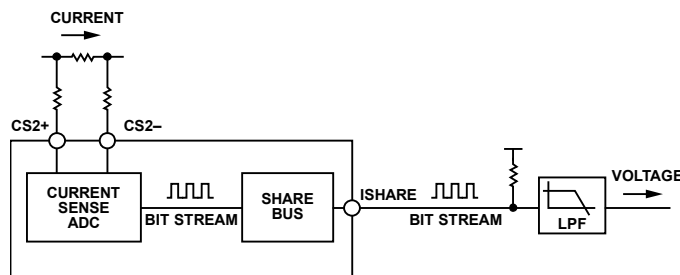 CURRENT
CS2+
CS2–
CURRENT
SENSE
ADC
BIT STREAM
SHARE
BUS
ISHARE
BIT STREAM
LPF
VOLTAGE